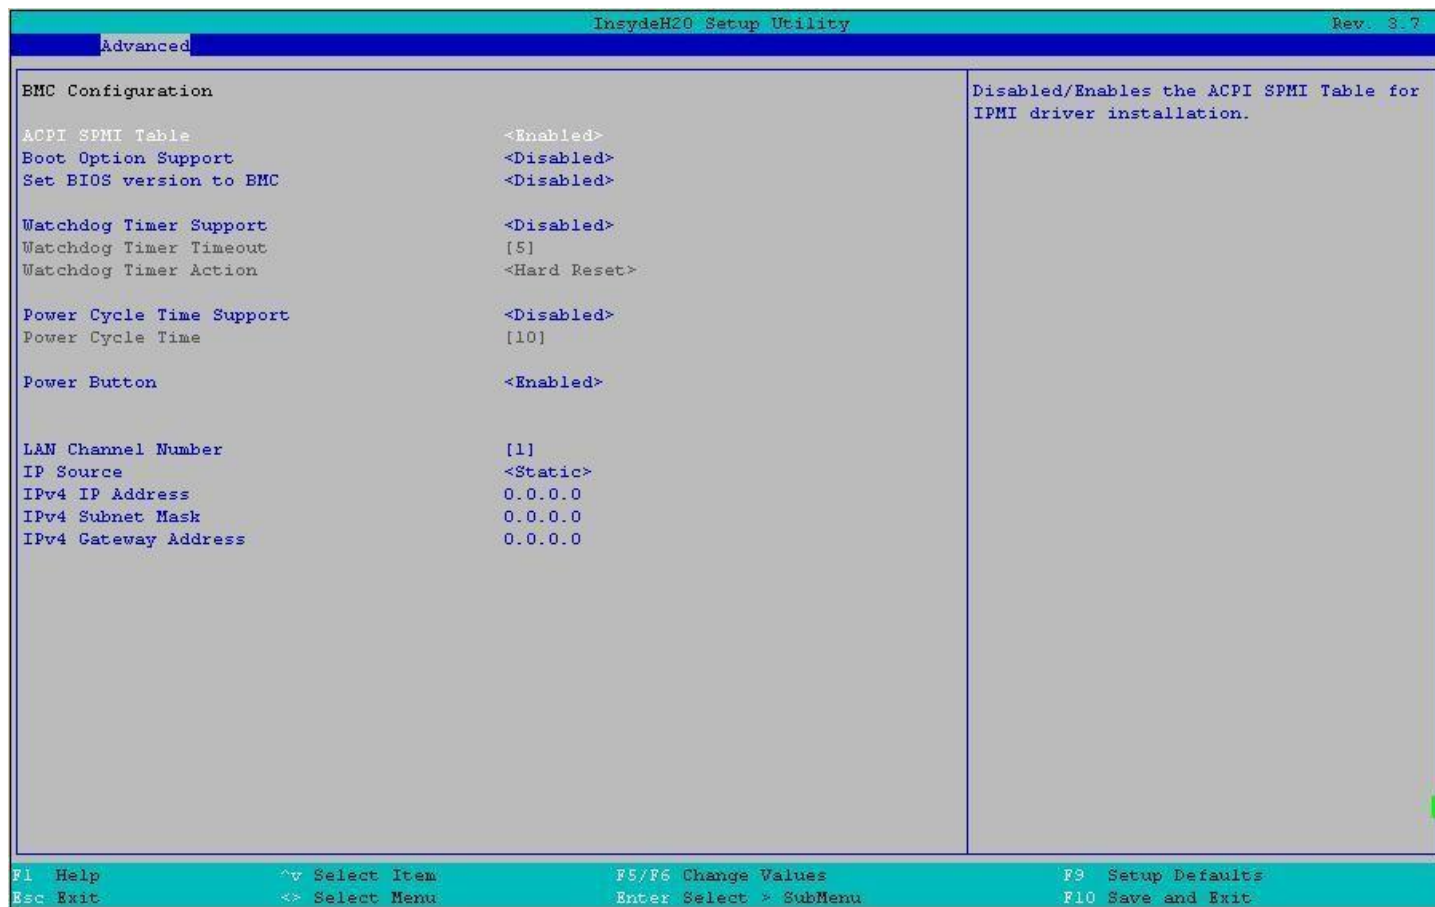 InsydeH20 Setup Utility Rev. 3.7
Advanced
BMC Configuration
ACPI SPMI Table <Enabled>
Boot Option Support <Disabled>
Set BIOS version to BMC <Disabled>
Watchdog Timer Support <Disabled>
Watchdog Timer Timeout [5]
Watchdog Timer Action <Hard Reset>
Power Cycle Time Support <Disabled>
Power Cycle Time [10]
Power Button <Enabled>
LAN Channel Number [1]
IP Source <Static>
IPv4 IP Address 0.0.0.0
IPv4 Subnet Mask 0.0.0.0
IPv4 Gateway Address 0.0.0.0
Disabled/Enables the ACPI SPMI Table for
IPMI driver installation.
F1 Help ^v Select Item F5/F6 Change Values F9 Setup Defaults
Esc Exit <> Select Menu Enter Select > SubMenu F10 Save and Exit